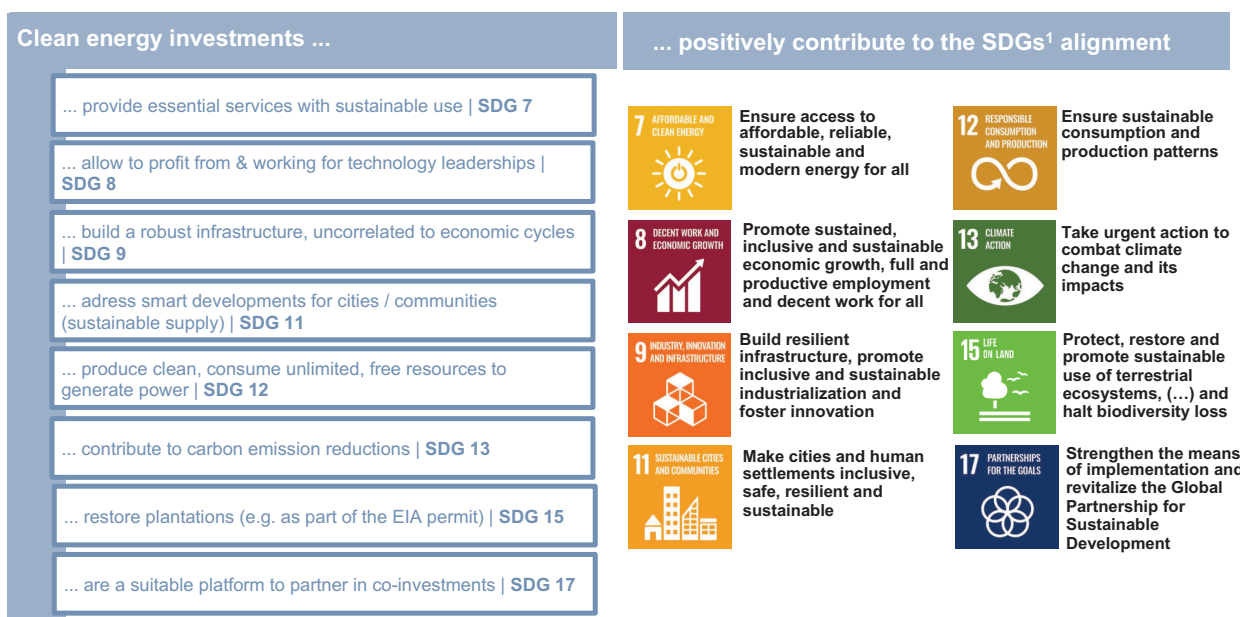 Clean energy investments ...
... provide essential services with sustainable use | SDG 7
... allow to profit from & working for technology leaderships |
SDG 8
... build a robust infrastructure, uncorrelated to economic cycles
| SDG 9
... adress smart developments for cities / communities
(sustainable supply) | SDG 11
... produce clean, consume unlimited, free resources to
generate power | SDG 12
... contribute to carbon emission reductions | SDG 13
... restore plantations (e.g. as part of the EIA permit) | SDG 15
... are a suitable platform to partner in co-investments | SDG 17
... positively contribute to the SDGs¹ alignment
7 AFFORDABLE AND
CLEAN ENERGY
Ensure access to
affordable, reliable,
sustainable and
modern energy for all
8 DECENT WORK AND
ECONOMIC GROWTH
Promote sustained,
inclusive and sustainable
economic growth, full and
productive employment
and decent work for all
9 INDUSTRY, INNOVATION
AND INFRASTRUCTURE
Build resilient
infrastructure, promote
inclusive and sustainable
industrialization and
foster innovation
11 SUSTAINABLE CITIES
AND COMMUNITIES
Make cities and human
settlements inclusive,
safe, resilient and
sustainable
12 RESPONSIBLE
CONSUMPTION
AND PRODUCTION
Ensure sustainable
consumption and
production patterns
13 CLIMATE
ACTION
Take urgent action to
combat climate
change and its
impacts
15 LIFE
ON LAND
Protect, restore and
promote sustainable
use of terrestrial
ecosystems, (...) and
halt biodiversity loss
17 PARTNERSHIPS
FOR THE GOALS
Strengthen the means
of implementation and
revitalize the Global
Partnership for
Sustainable
Development